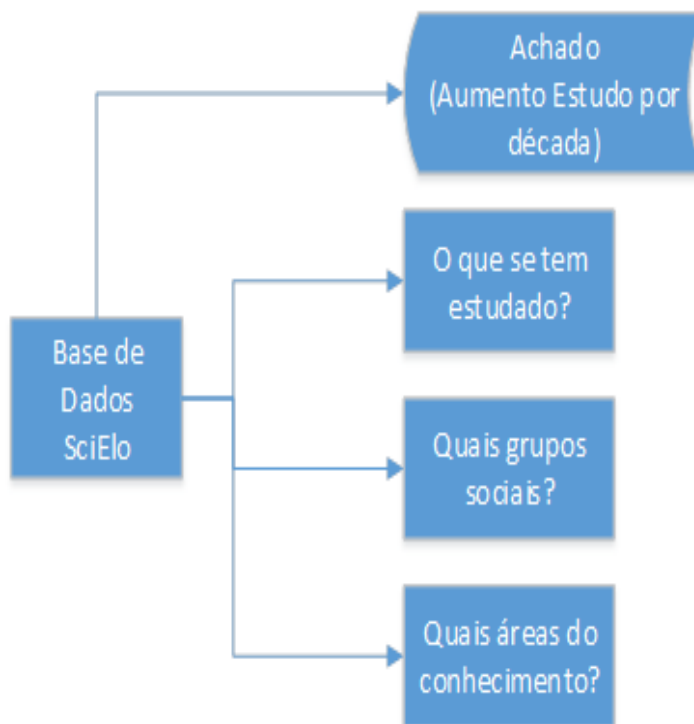 Achado
(Aumento Estudo por
década)
O que se tem
estudado?
Base de
Dados
SciElo
Quais grupos
sociais?
Quais áreas do
conhecimento?